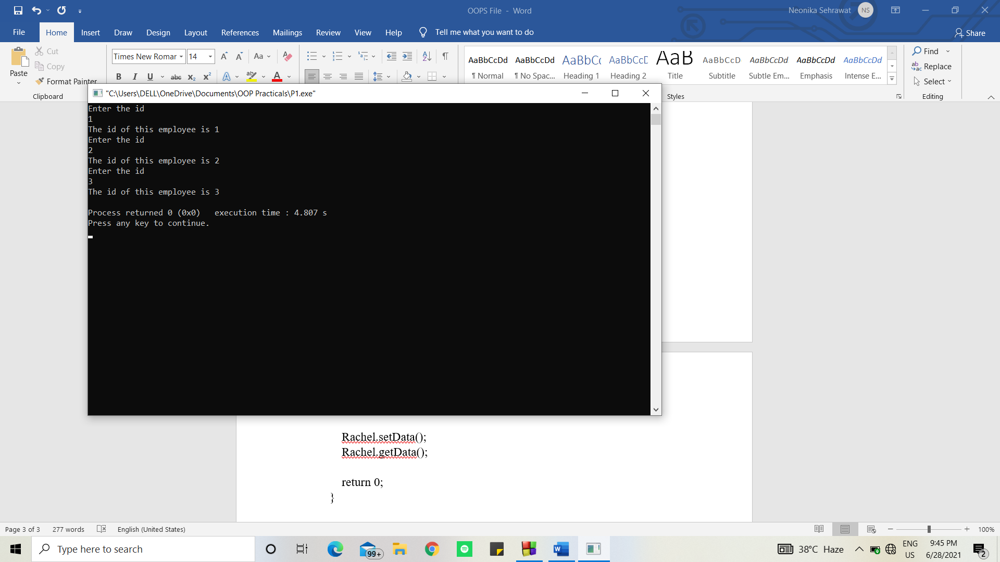 OOPS File - Word
Neonika Sehrawat NS
File Home Insert Draw Design Layout References Mailings Review View Help Tell me what you want to do Share
Paste
Cut
Copy
Format Painter
Clipboard
Times New Romar 14
AaBbCcDd ¶ Normal
AaBbCcDd ¶ No Spac...
AaBbCc Heading 1
AaBbCcC Heading 2
AaB Title
AaBbCcD Subtitle
AaBbCcDd Subtle Em...
AaBbCcDd Emphasis
AaBbCcDd Intense E...
Styles
Find
Replace
Select
Editing
"C:\Users\DELL\OneDrive\Documents\OOP Practicals\P1.exe"
Enter the id
1
The id of this employee is 1
Enter the id
2
The id of this employee is 2
Enter the id
3
The id of this employee is 3
Process returned 0 (0x0)   execution time : 4.807 s
Press any key to continue.
Rachel.setData();
Rachel.getData();
return 0;
}
Page 3 of 3 277 words English (United States) 100%
Type here to search
99+
38°C Haze
ENG
US
9:45 PM
6/28/2021
2